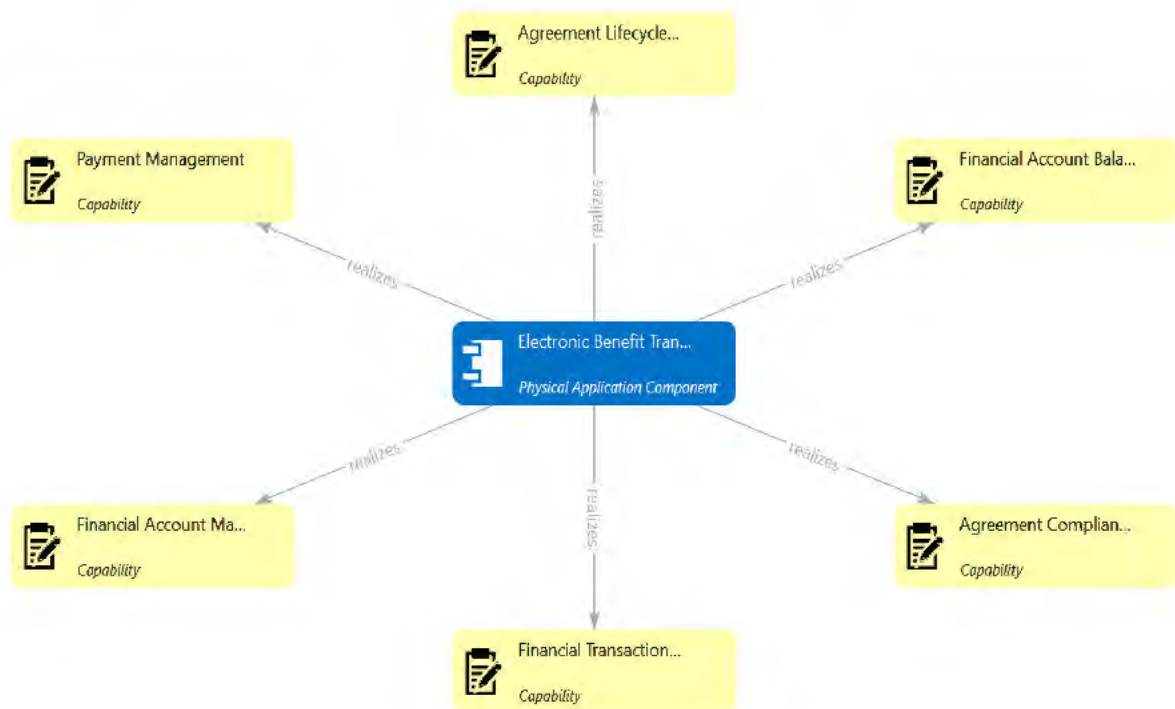 Agreement Lifecycle...
Capability
Payment Management
Capability
Financial Account Bala...
Capability
realizes
realizes
realizes
Electronic Benefit Tran...
Physical Application Component
realizes
realizes
realizes
Financial Account Ma...
Capability
Agreement Complian...
Capability
Financial Transaction...
Capability